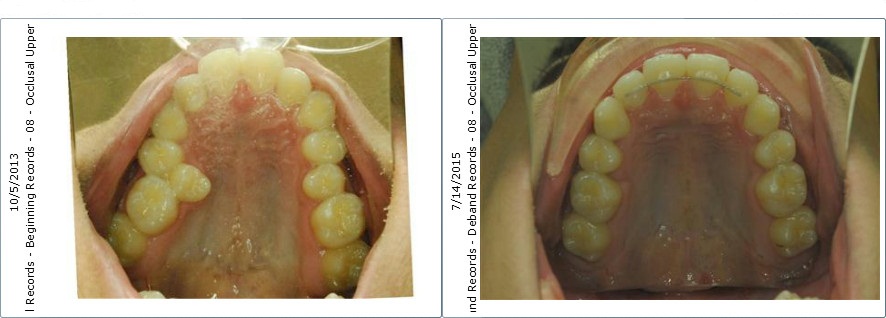 10/5/2013
l Records - Beginning Records - 08 - Occlusal Upper
7/14/2015
nd Records - Deband Records - 08 - Occlusal Upper